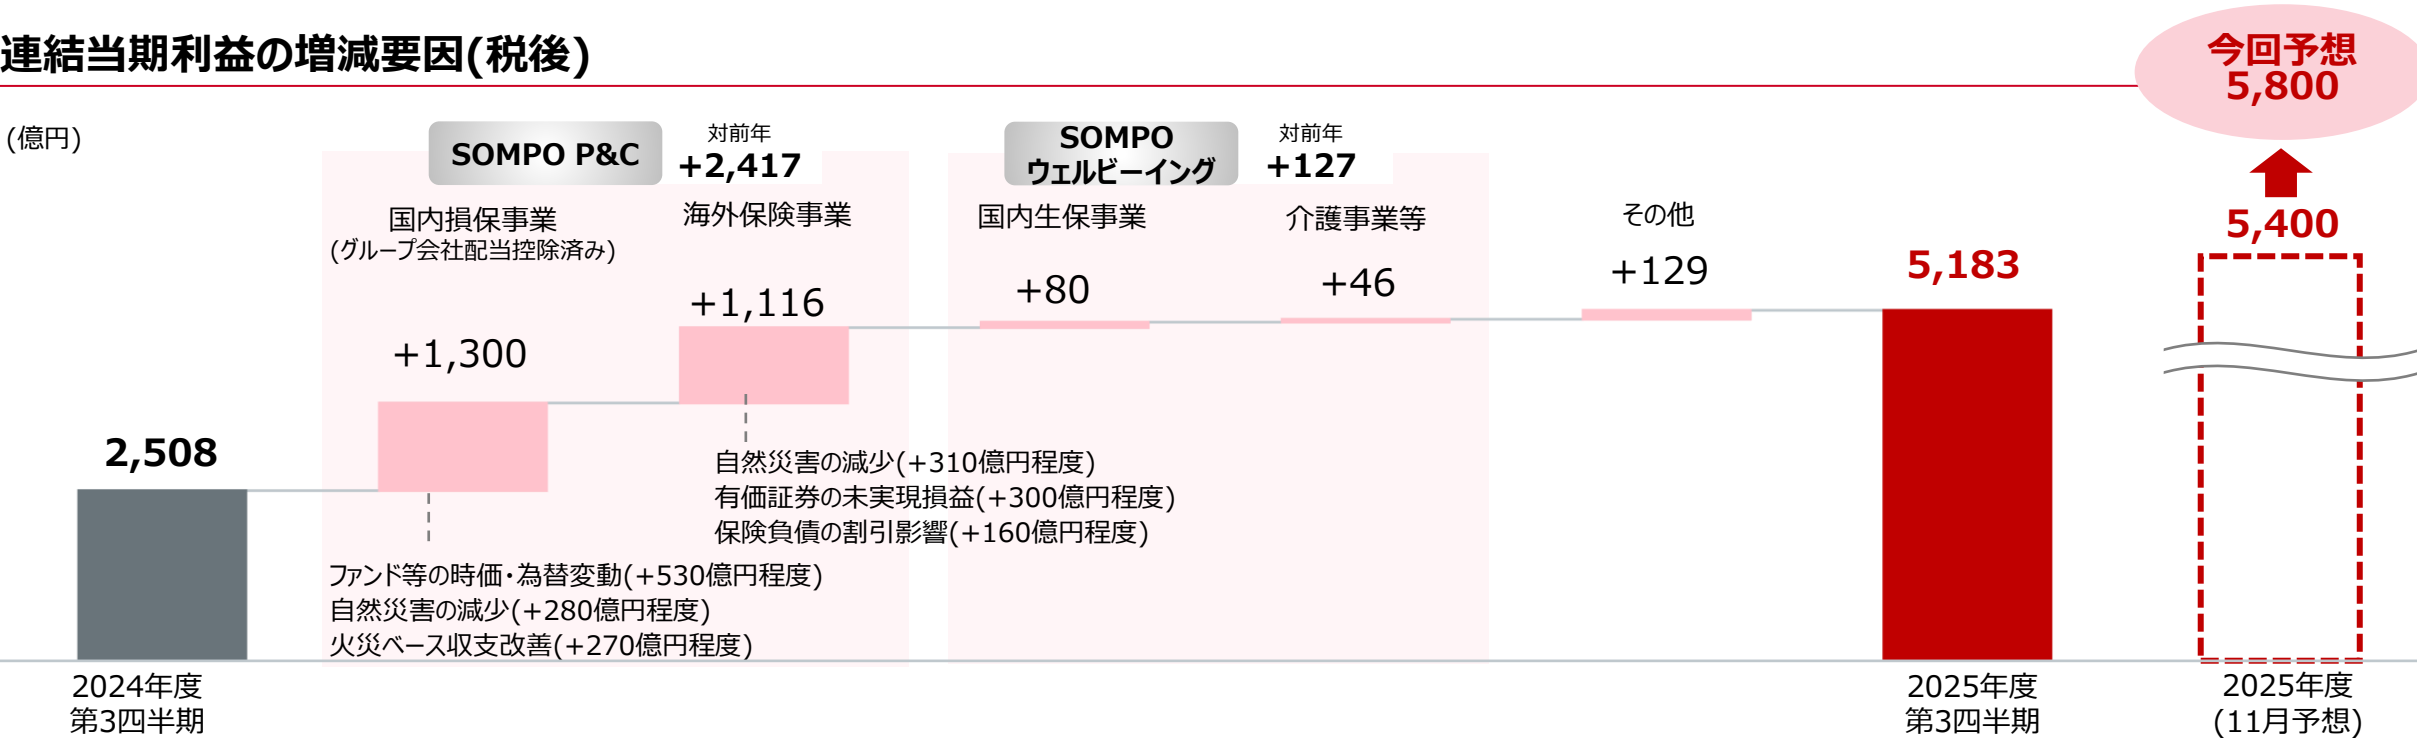 連結当期利益の増減要因(税後)
今回予想
5,800
(億円)
SOMPO P&C
対前年
+2,417
SOMPO
ウェルビーイング
対前年
+127
国内損保事業
(グループ会社配当控除済み)
海外保険事業
国内生保事業
介護事業等
その他
5,400
+1,300
+1,116
+80
+46
+129
5,183
2,508
自然災害の減少(+310億円程度)
有価証券の未実現損益(+300億円程度)
保険負債の割引影響(+160億円程度)
ファンド等の時価・為替変動(+530億円程度)
自然災害の減少(+280億円程度)
火災ベース収支改善(+270億円程度)
2024年度
第3四半期
2025年度
第3四半期
2025年度
(11月予想)